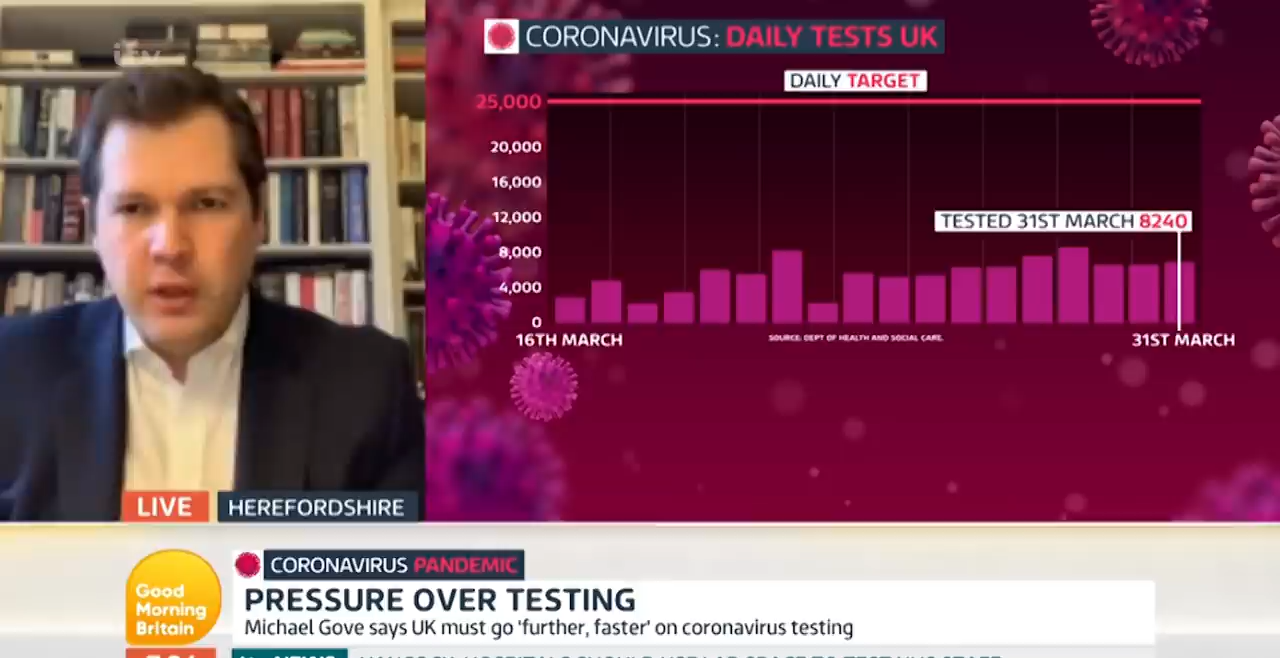 itv
CORONAVIRUS: DAILY TESTS UK
DAILY TARGET
25,000
20,000
16,000
12,000
TESTED 31ST MARCH 8240
8,000
4,000
0
16TH MARCH
SOURCE: DEPT OF HEALTH AND SOCIAL CARE.
31ST MARCH
LIVE
HEREFORDSHIRE
CORONAVIRUS PANDEMIC
Good
Morning
Britain
PRESSURE OVER TESTING
Michael Gove says UK must go 'further, faster' on coronavirus testing
NEWS